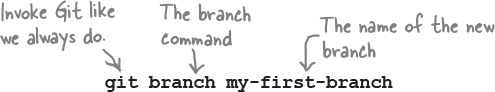 Invoke Git like
we always do.
The branch
command
The name of the new
branch
git branch my-first-branch